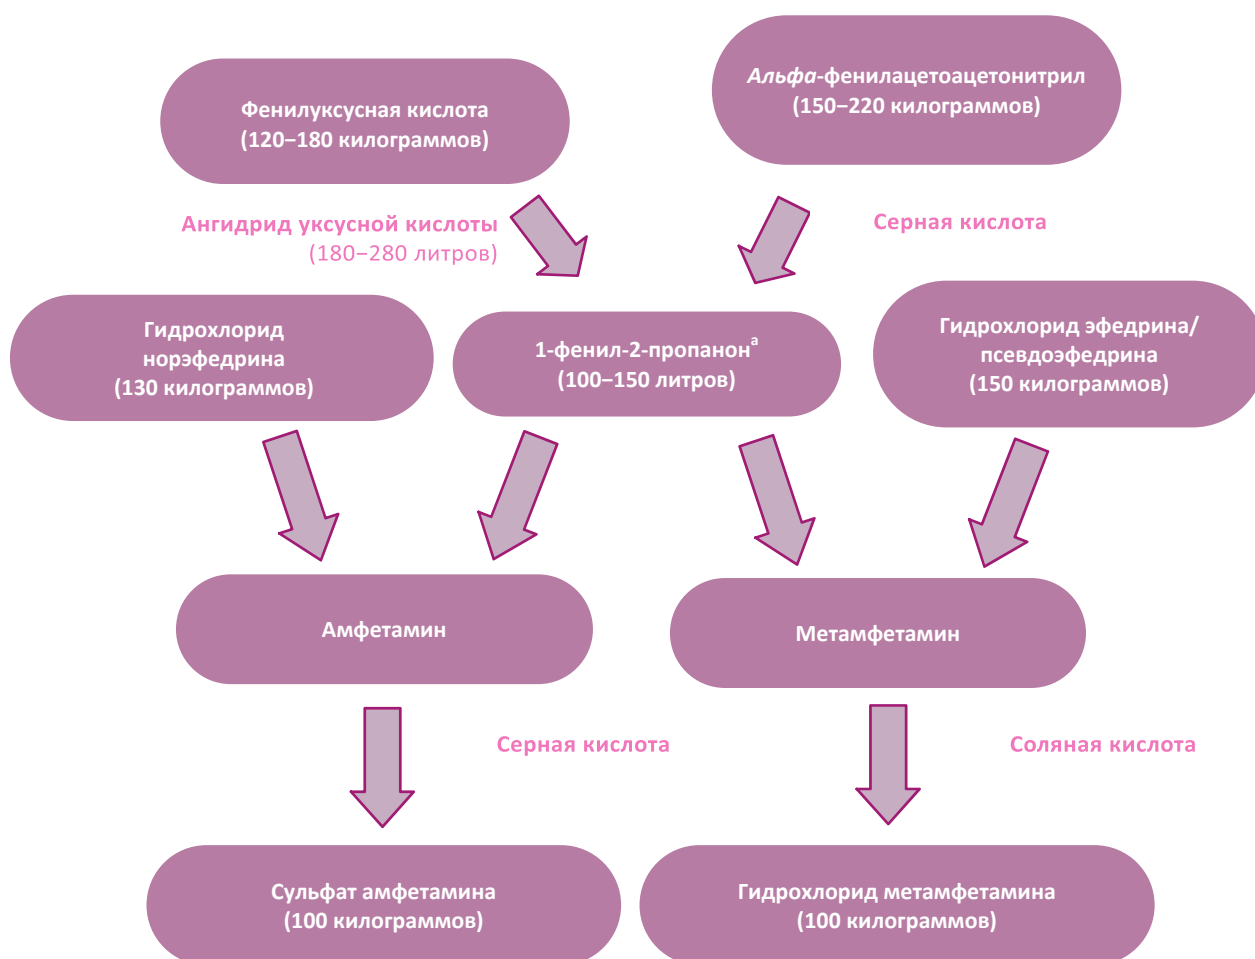 Фенилуксусная кислота
(120–180 килограммов)
Альфа-фенилацетоацетонитрил
(150–220 килограммов)
Ангидрид уксусной кислоты
(180–280 литров)
Серная кислота
Гидрохлорид
норэфедрина
(130 килограммов)
1-фенил-2-пропанонᵃ
(100–150 литров)
Гидрохлорид эфедрина/
псевдоэфедрина
(150 килограммов)
Амфетамин
Метамфетамин
Серная кислота
Соляная кислота
Сульфат амфетамина
(100 килограммов)
Гидрохлорид метамфетамина
(100 килограммов)